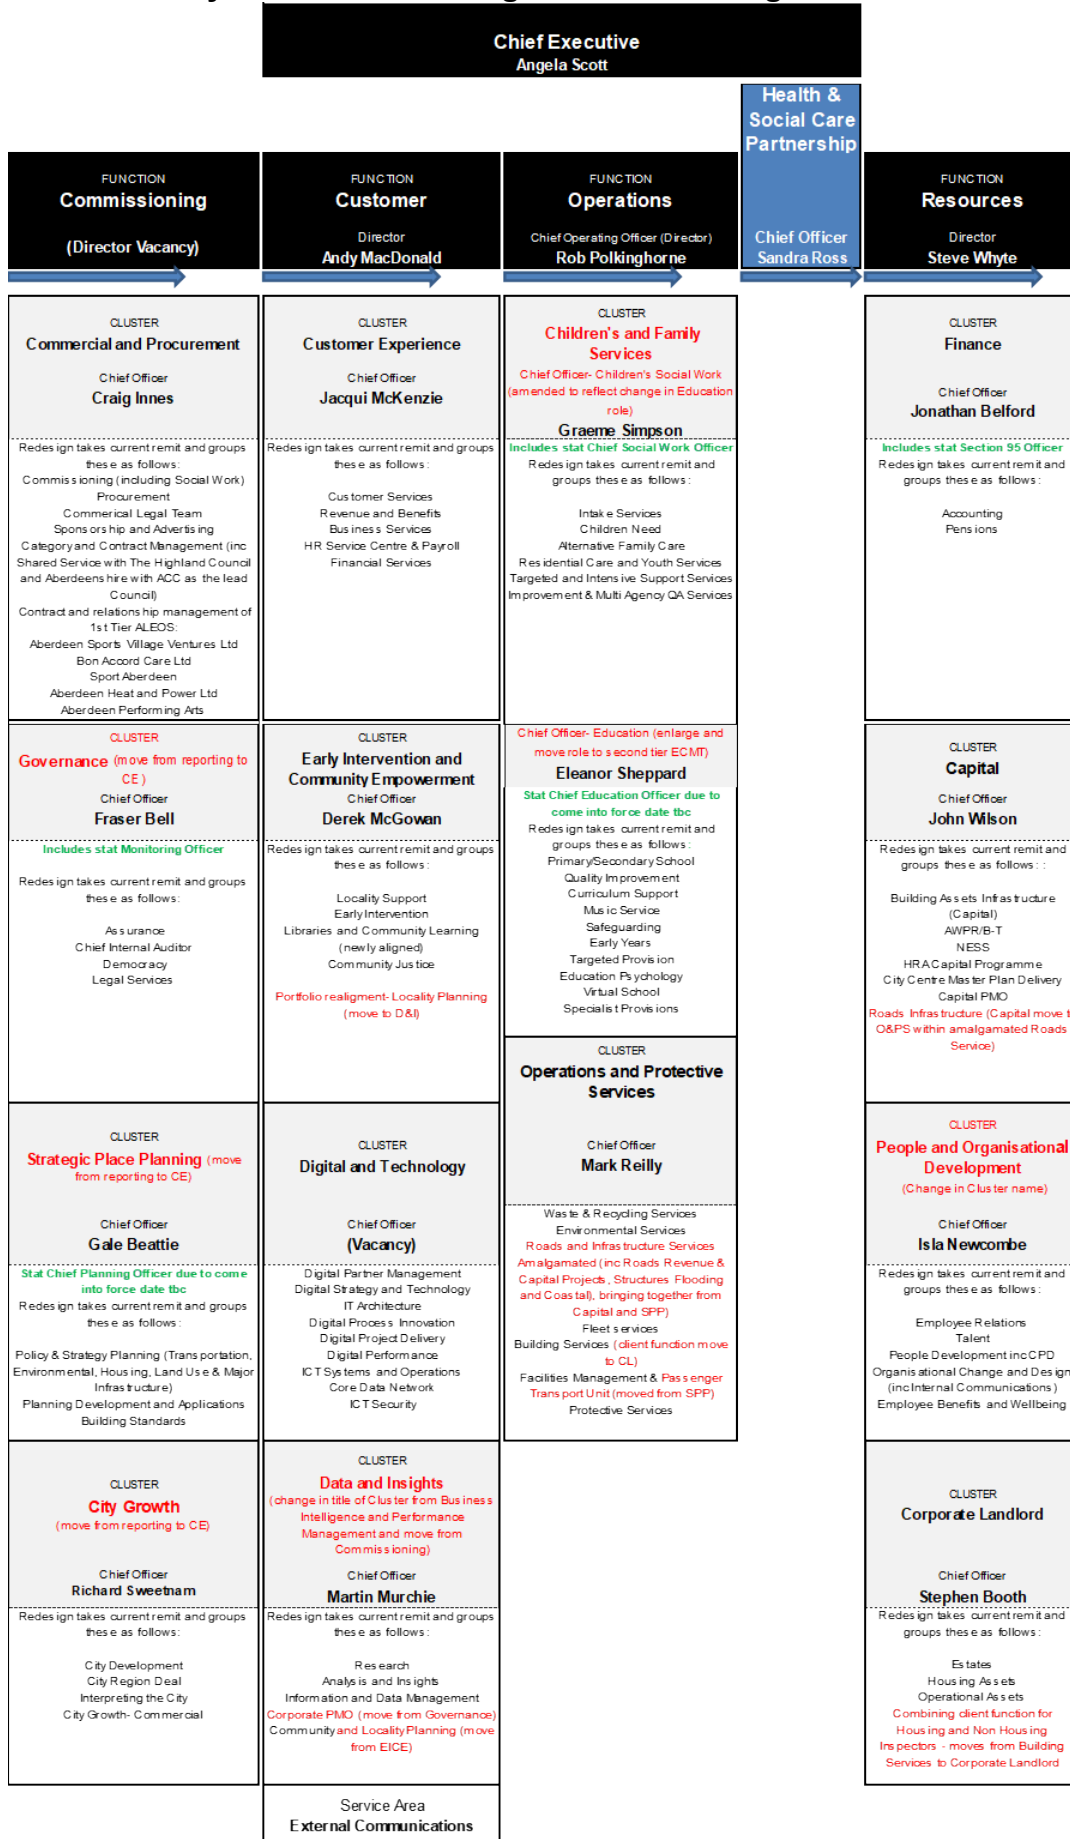 Chief Executive
Angela Scott
Health &
Social Care
Partnership
Chief Officer
Sandra Ross
FUNCTION
Commissioning
(Director Vacancy)
FUNCTION
Customer
Director
Andy MacDonald
FUNCTION
Operations
Chief Operating Officer (Director)
Rob Polkinghorne
FUNCTION
Resources
Director
Steve Whyte
CLUSTER
Commercial and Procurement
Chief Officer
Craig Innes
Redesign takes current remit and groups
these as follows:
Commissioning (including Social Work)
Procurement
Commerical Legal Team
Sponsorship and Advertising
Category and Contract Management (inc
Shared Service with The Highland Council
and Aberdeenshire with ACC as the lead
Council)
Contract and relationship management of
1st Tier ALEOS:
Aberdeen Sports Village Ventures Ltd
Bon Accord Care Ltd
Sport Aberdeen
Aberdeen Heat and Power Ltd
Aberdeen Performing Arts
CLUSTER
Governance (move from reporting to
CE)
Chief Officer
Fraser Bell
Includes stat Monitoring Officer
Redesign takes current remit and groups
these as follows:
Assurance
Chief Internal Auditor
Democracy
Legal Services
CLUSTER
Strategic Place Planning (move
from reporting to CE)
Chief Officer
Gale Beattie
Stat Chief Planning Officer due to come
into force date tbc
Redesign takes current remit and groups
these as follows:
Policy & Strategy Planning (Transportation,
Environmental, Housing, Land Use & Major
Infrastructure)
Planning Development and Applications
Building Standards
CLUSTER
City Growth
(move from reporting to CE)
Chief Officer
Richard Sweetnam
Redesign takes current remit and groups
these as follows:
City Development
City Region Deal
Interpreting the City
City Growth- Commercial
CLUSTER
Customer Experience
Chief Officer
Jacqui McKenzie
Redesign takes current remit and groups
these as follows:
Customer Services
Revenue and Benefits
Business Services
HR Service Centre & Payroll
Financial Services
CLUSTER
Early Intervention and
Community Empowerment
Chief Officer
Derek McGowan
Redesign takes current remit and groups
these as follows:
Locality Support
Early Intervention
Libraries and Community Learning
(newly aligned)
Community Justice
Portfolio realigment- Locality Planning
(move to D&I)
CLUSTER
Digital and Technology
Chief Officer
(Vacancy)
Digital Partner Management
Digital Strategy and Technology
IT Architecture
Digital Process Innovation
Digital Project Delivery
Digital Performance
ICT Systems and Operations
Core Data Network
ICT Security
CLUSTER
Data and Insights
(change in title of Cluster from Business
Intelligence and Performance
Management and move from
Commissioning)
Chief Officer
Martin Murchie
Redesign takes current remit and groups
these as follows:
Research
Analysis and Insights
Information and Data Management
Corporate PMO (move from Governance)
Community and Locality Planning (move
from EICE)
Service Area
External Communications
CLUSTER
Children's and Family
Services
Chief Officer- Children's Social Work
(amended to reflect change in Education
role)
Graeme Simpson
Includes stat Chief Social Work Officer
Redesign takes current remit and
groups these as follows:
Intake Services
Children Need
Alternative Family Care
Residential Care and Youth Services
Targeted and Intensive Support Services
Improvement & Multi Agency QA Services
Chief Officer- Education (enlarge and
move role to second tier ECMT)
Eleanor Sheppard
Stat Chief Education Officer due to
come into force date tbc
Redesign takes current remit and
groups these as follows:
Primary/Secondary School
Quality Improvement
Curriculum Support
Music Service
Safeguarding
Early Years
Targeted Provision
Education Psychology
Virtual School
Specialist Provisions
CLUSTER
Operations and Protective
Services
Chief Officer
Mark Reilly
Waste & Recycling Services
Environmental Services
Roads and Infrastructure Services
Amalgamated (inc Roads Revenue &
Capital Projects, Structures Flooding
and Coastal), bringing together from
Capital and SPP)
Fleet services
Building Services (client function move
to CL)
Facilities Management & Passenger
Transport Unit (moved from SPP)
Protective Services
CLUSTER
Finance
Chief Officer
Jonathan Belford
Includes stat Section 95 Officer
Redesign takes current remit and
groups these as follows:
Accounting
Pensions
CLUSTER
Capital
Chief Officer
John Wilson
Redesign takes current remit and
groups these as follows: :
Building Assets Infrastructure
(Capital)
AWPR/B-T
NESS
HRA Capital Programme
City Centre Master Plan Delivery
Capital PMO
Roads Infrastructure (Capital move
O&PS within amalgamated Roads
Service)
CLUSTER
People and Organisational
Development
(Change in Cluster name)
Chief Officer
Isla Newcombe
Redesign takes current remit and
groups these as follows:
Employee Relations
Talent
People Development inc CPD
Organisational Change and Design
(inc Internal Communications)
Employee Benefits and Wellbeing
CLUSTER
Corporate Landlord
Chief Officer
Stephen Booth
Redesign takes current remit and
groups these as follows:
Estates
Housing Assets
Operational Assets
Combining client function for
Housing and Non Housing
Inspectors - moves from Building
Services to Corporate Landlord